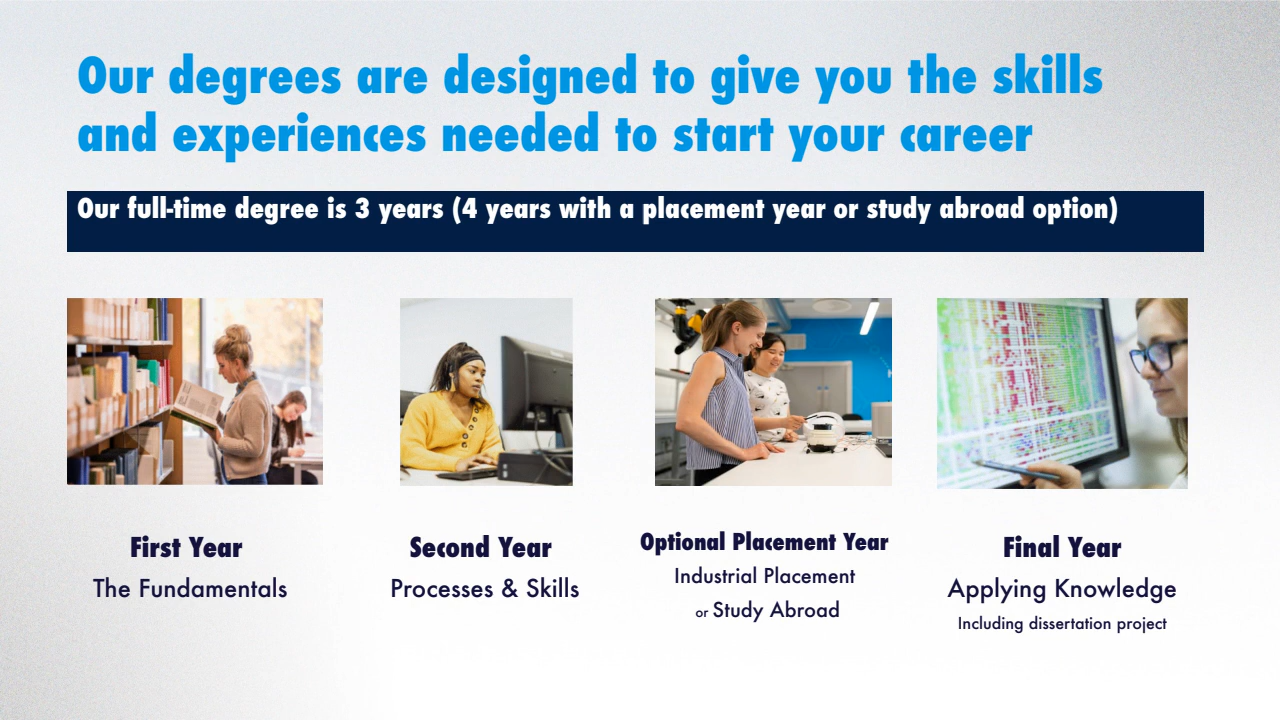 Our degrees are designed to give you the skills
and experiences needed to start your career
Our full-time degree is 3 years (4 years with a placement year or study abroad option)
First Year
The Fundamentals
Second Year
Processes & Skills
Optional Placement Year
Industrial Placement
or Study Abroad
Final Year
Applying Knowledge
Including dissertation project